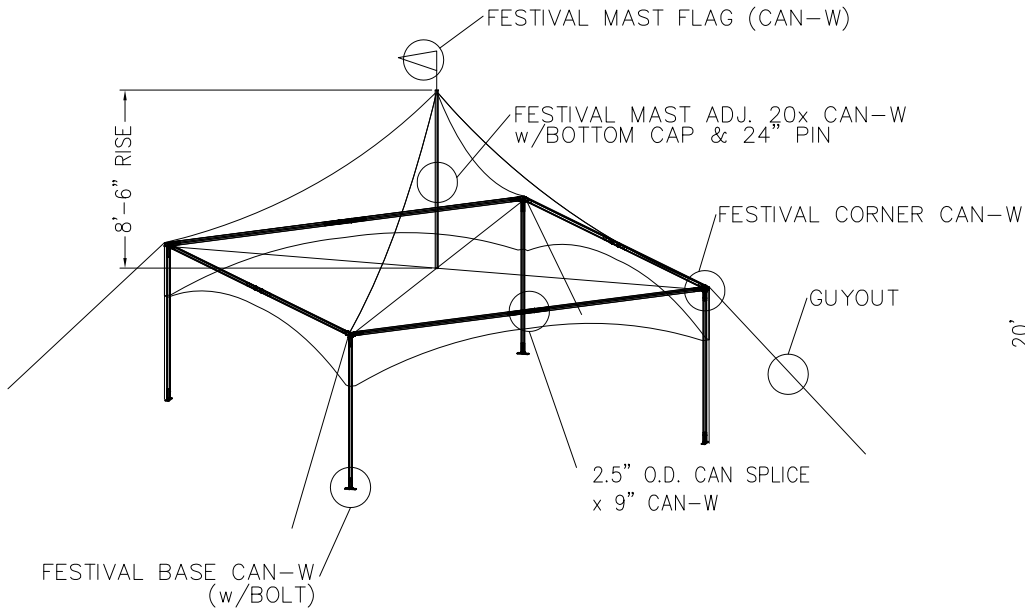 FESTIVAL MAST FLAG (CAN-W)
FESTIVAL MAST ADJ. 20x CAN-W
w/BOTTOM CAP & 24" PIN
8'-6" RISE
FESTIVAL CORNER CAN-W
GUYOUT
20'
2.5" O.D. CAN SPLICE
x 9" CAN-W
FESTIVAL BASE CAN-W
(w/BOLT)